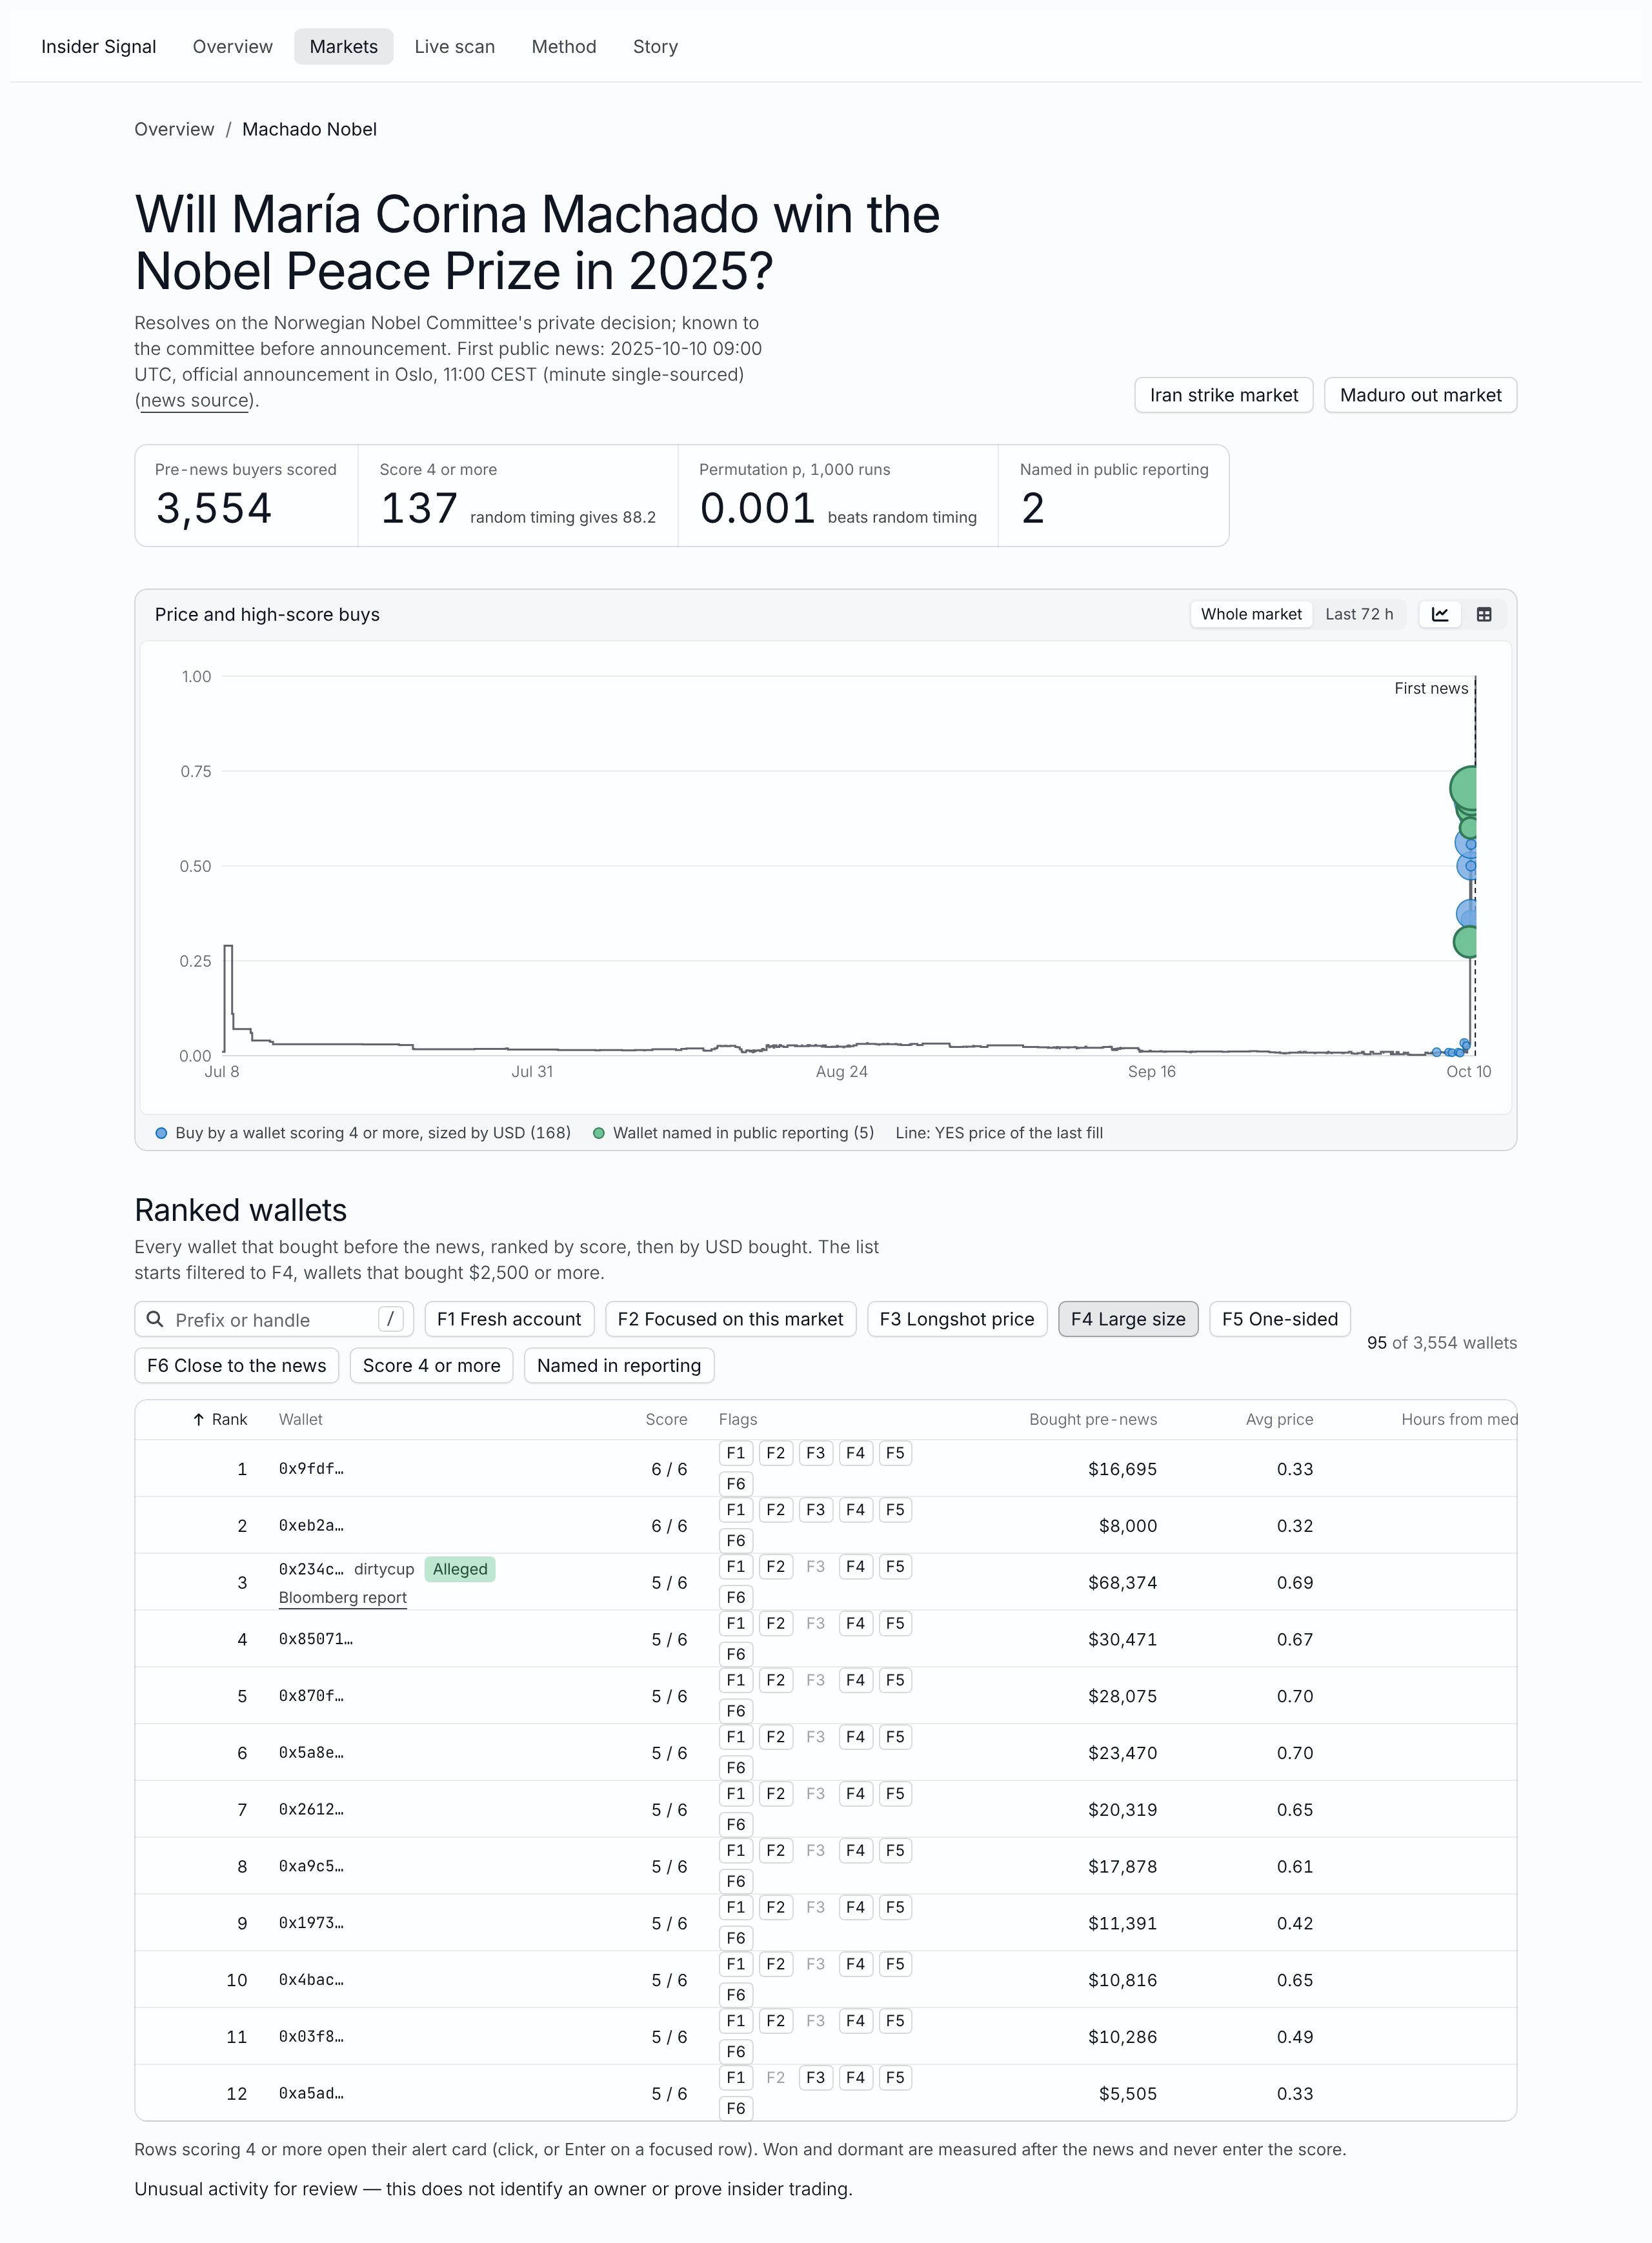 Insider Signal Overview Markets Live scan Method Story
Overview / Machado Nobel
Will María Corina Machado win the
Nobel Peace Prize in 2025?
Resolves on the Norwegian Nobel Committee's private decision; known to
the committee before announcement. First public news: 2025-10-10 09:00
UTC, official announcement in Oslo, 11:00 CEST (minute single-sourced)
(news source).
Iran strike market Maduro out market
Pre-news buyers scored Score 4 or more Permutation p, 1,000 runs Named in public reporting
3,554 137 random timing gives 88.2 0.001 beats random timing 2
Price and high-score buys Whole market Last 72 h
1.00
First news
0.75
0.50
0.25
0.00
Jul 8 Jul 31 Aug 24 Sep 16 Oct 10
Buy by a wallet scoring 4 or more, sized by USD (168) Wallet named in public reporting (5) Line: YES price of the last fill
Ranked wallets
Every wallet that bought before the news, ranked by score, then by USD bought. The list
starts filtered to F4, wallets that bought $2,500 or more.
Prefix or handle / F1 Fresh account F2 Focused on this market F3 Longshot price F4 Large size F5 One-sided
F6 Close to the news Score 4 or more Named in reporting
95 of 3,554 wallets
↑ Rank Wallet Score Flags Bought pre-news Avg price Hours from med
1 0x9fdf… 6 / 6 F1 F2 F3 F4 F5 F6 $16,695 0.33
2 0xeb2a… 6 / 6 F1 F2 F3 F4 F5 F6 $8,000 0.32
3 0x234c… dirtycup Alleged Bloomberg report 5 / 6 F1 F2 F3 F4 F5 F6 $68,374 0.69
4 0x85071… 5 / 6 F1 F2 F3 F4 F5 F6 $30,471 0.67
5 0x870f… 5 / 6 F1 F2 F3 F4 F5 F6 $28,075 0.70
6 0x5a8e… 5 / 6 F1 F2 F3 F4 F5 F6 $23,470 0.70
7 0x2612… 5 / 6 F1 F2 F3 F4 F5 F6 $20,319 0.65
8 0xa9c5… 5 / 6 F1 F2 F3 F4 F5 F6 $17,878 0.61
9 0x1973… 5 / 6 F1 F2 F3 F4 F5 F6 $11,391 0.42
10 0x4bac… 5 / 6 F1 F2 F3 F4 F5 F6 $10,816 0.65
11 0x03f8… 5 / 6 F1 F2 F3 F4 F5 F6 $10,286 0.49
12 0xa5ad… 5 / 6 F1 F2 F3 F4 F5 F6 $5,505 0.33
Rows scoring 4 or more open their alert card (click, or Enter on a focused row). Won and dormant are measured after the news and never enter the score.
Unusual activity for review — this does not identify an owner or prove insider trading.